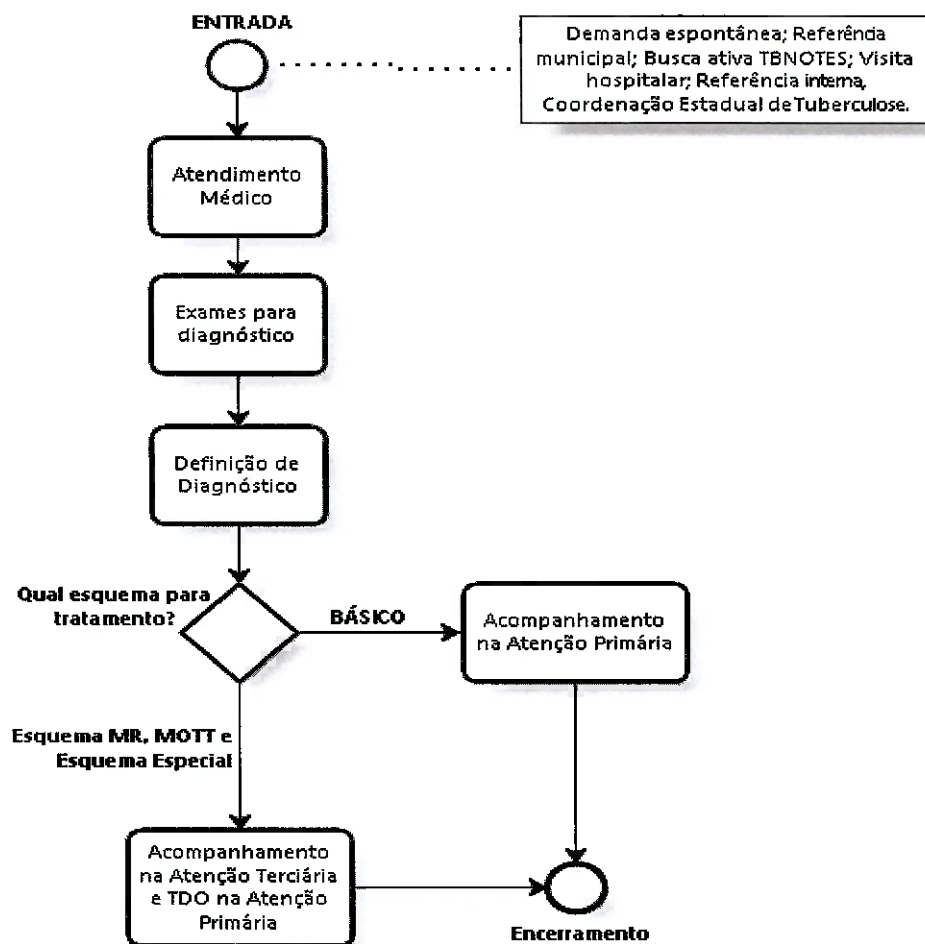 ENTRADA
Demanda espontânea; Referência
municipal; Busca ativa TBNOTES; Visita
hospitalar; Referência interna,
Coordenação Estadual de Tuberculose.
Atendimento
Médico
Exames para
diagnóstico
Definição de
Diagnóstico
Qual esquema para
tratamento?
BÁSICO
Acompanhamento
na Atenção Primária
Esquema MR, MOTT e
Esquema Especial
Acompanhamento
na Atenção Terciária
e TDO na Atenção
Primária
Encerramento